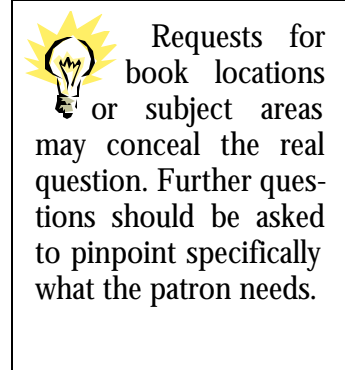 Requests for
book locations
or subject areas
may conceal the real
question. Further ques-
tions should be asked
to pinpoint specifically
what the patron needs.